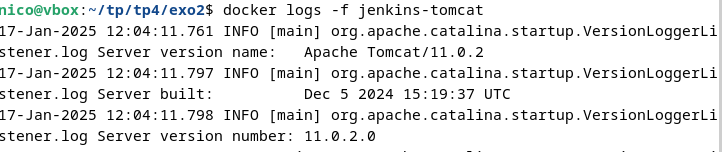 nico@vbox:~/tp/tp4/exo2$ docker logs -f jenkins-tomcat
17-Jan-2025 12:04:11.761 INFO [main] org.apache.catalina.startup.VersionLoggerLi
stener.log Server version name:   Apache Tomcat/11.0.2
17-Jan-2025 12:04:11.797 INFO [main] org.apache.catalina.startup.VersionLoggerLi
stener.log Server built:          Dec 5 2024 15:19:37 UTC
17-Jan-2025 12:04:11.798 INFO [main] org.apache.catalina.startup.VersionLoggerLi
stener.log Server version number: 11.0.2.0